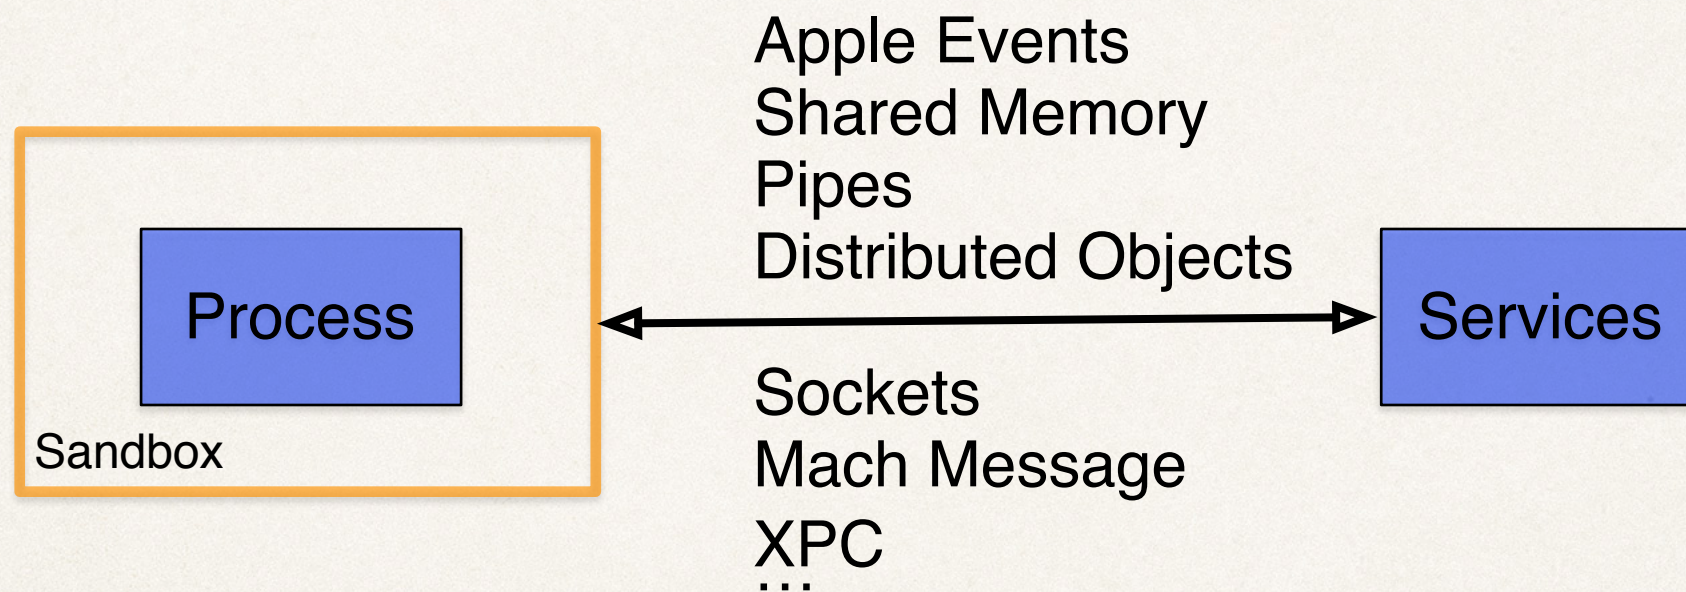 Apple Events
Shared Memory
Pipes
Distributed Objects
Process
Services
Sockets
Mach Message
Sandbox
XPC
...